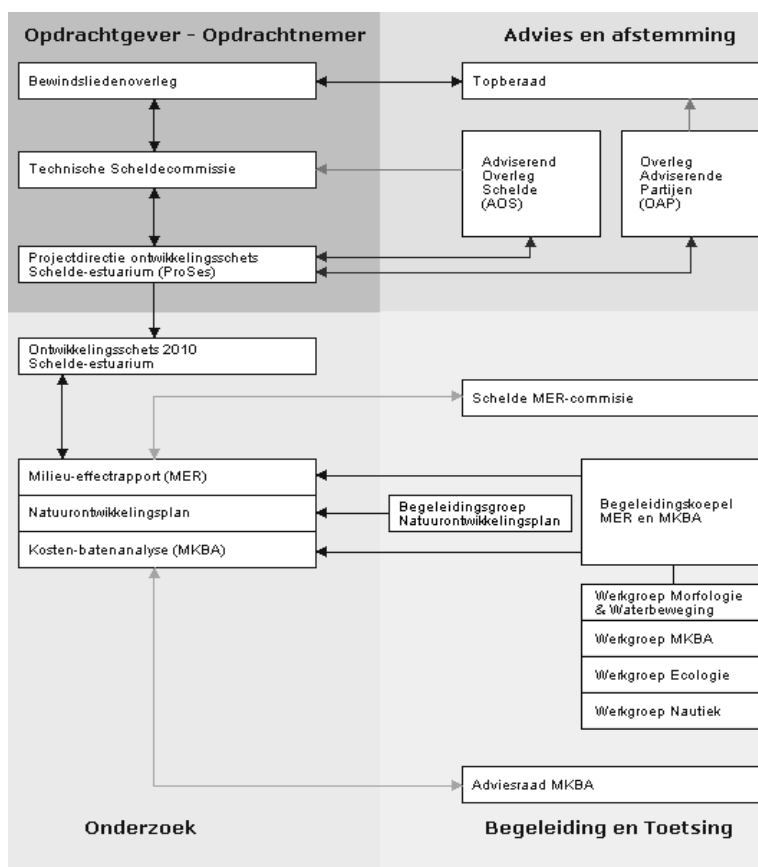 Opdrachtgever - Opdrachtnemer
Advies en afstemming
Bewindsliedenoverleg
Topberaad
Technische Scheldecommissie
Adviserend
Overleg
Schelde
(AOS)
Overleg
Adviserende
Partijen
(OAP)
Projectdirectie ontwikkelingsschets
Schelde-estuarium (ProSes)
Ontwikkelingsschets 2010
Schelde-estuarium
Schelde MER-commisie
Milieu-effectrapport (MER)
Natuurontwikkelingsplan
Kosten-batenanalyse (MKBA)
Begeleidingsgroep
Natuurontwikkelingsplan
Begeleidingskoepel
MER en MKBA
Werkgroep Morfologie
& Waterbeweging
Werkgroep MKBA
Werkgroep Ecologie
Werkgroep Nautiek
Adviesraad MKBA
Onderzoek
Begeleiding en Toetsing